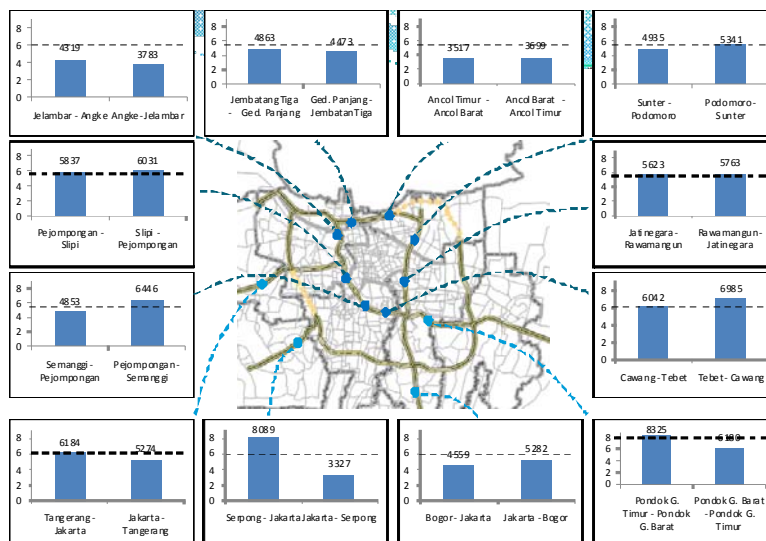 8
6
4
2
0
4319
3783
Jelambar - Angke
Angke - Jelambar
8
6
4
2
0
4863
4473
Jembatang Tiga
- Ged. Panjang
Ged. Panjang -
Jembatan Tiga
8
6
4
2
0
3517
3699
Ancol Timur -
Ancol Barat
Ancol Barat -
Ancol Timur
8
6
4
2
0
4935
5341
Sunter -
Podomoro
Podomoro -
Sunter
8
6
4
2
0
5837
6031
Pejompongan -
Slipi
Slipi -
Pejompongan
8
6
4
2
0
5623
5763
Jatinegara -
Rawamangun
Rawamangun -
Jatinegara
8
6
4
2
0
4853
6446
Semanggi -
Pejompongan
Pejompongan -
Semanggi
8
6
4
2
0
6042
6985
Cawang - Tebet
Tebet - Cawang
8
6
4
2
0
6184
5274
Tangerang -
Jakarta
Jakarta -
Tangerang
8
6
4
2
0
8089
3327
Serpong - Jakarta
Jakarta - Serpong
8
6
4
2
0
4559
5282
Bogor - Jakarta
Jakarta - Bogor
8
6
4
2
0
8325
Pondok G.
Timur - Pondok
G. Barat
Pondok G. Barat
- Pondok G.
Timur